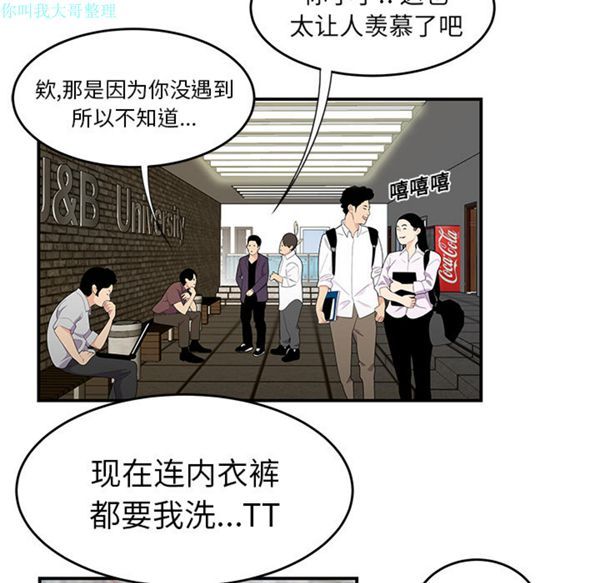 你叫我大哥整理
太让人羡慕了吧
欸,那是因为你没遇到
所以不知道...
嘻嘻嘻
J&B University
Coca-Cola
现在连内衣裤
都要我洗...TT